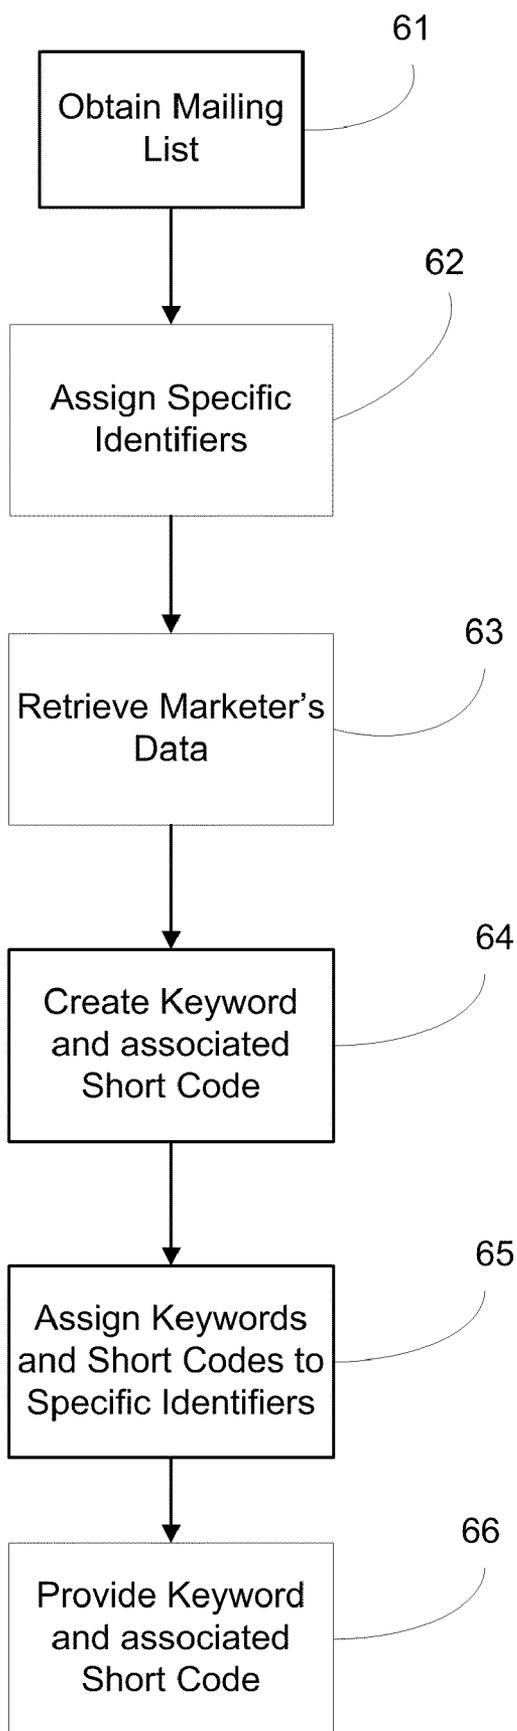 61
Obtain Mailing
List
62
Assign Specific
Identifiers
63
Retrieve Marketer's
Data
64
Create Keyword
and associated
Short Code
65
Assign Keywords
and Short Codes to
Specific Identifiers
66
Provide Keyword
and associated
Short Code